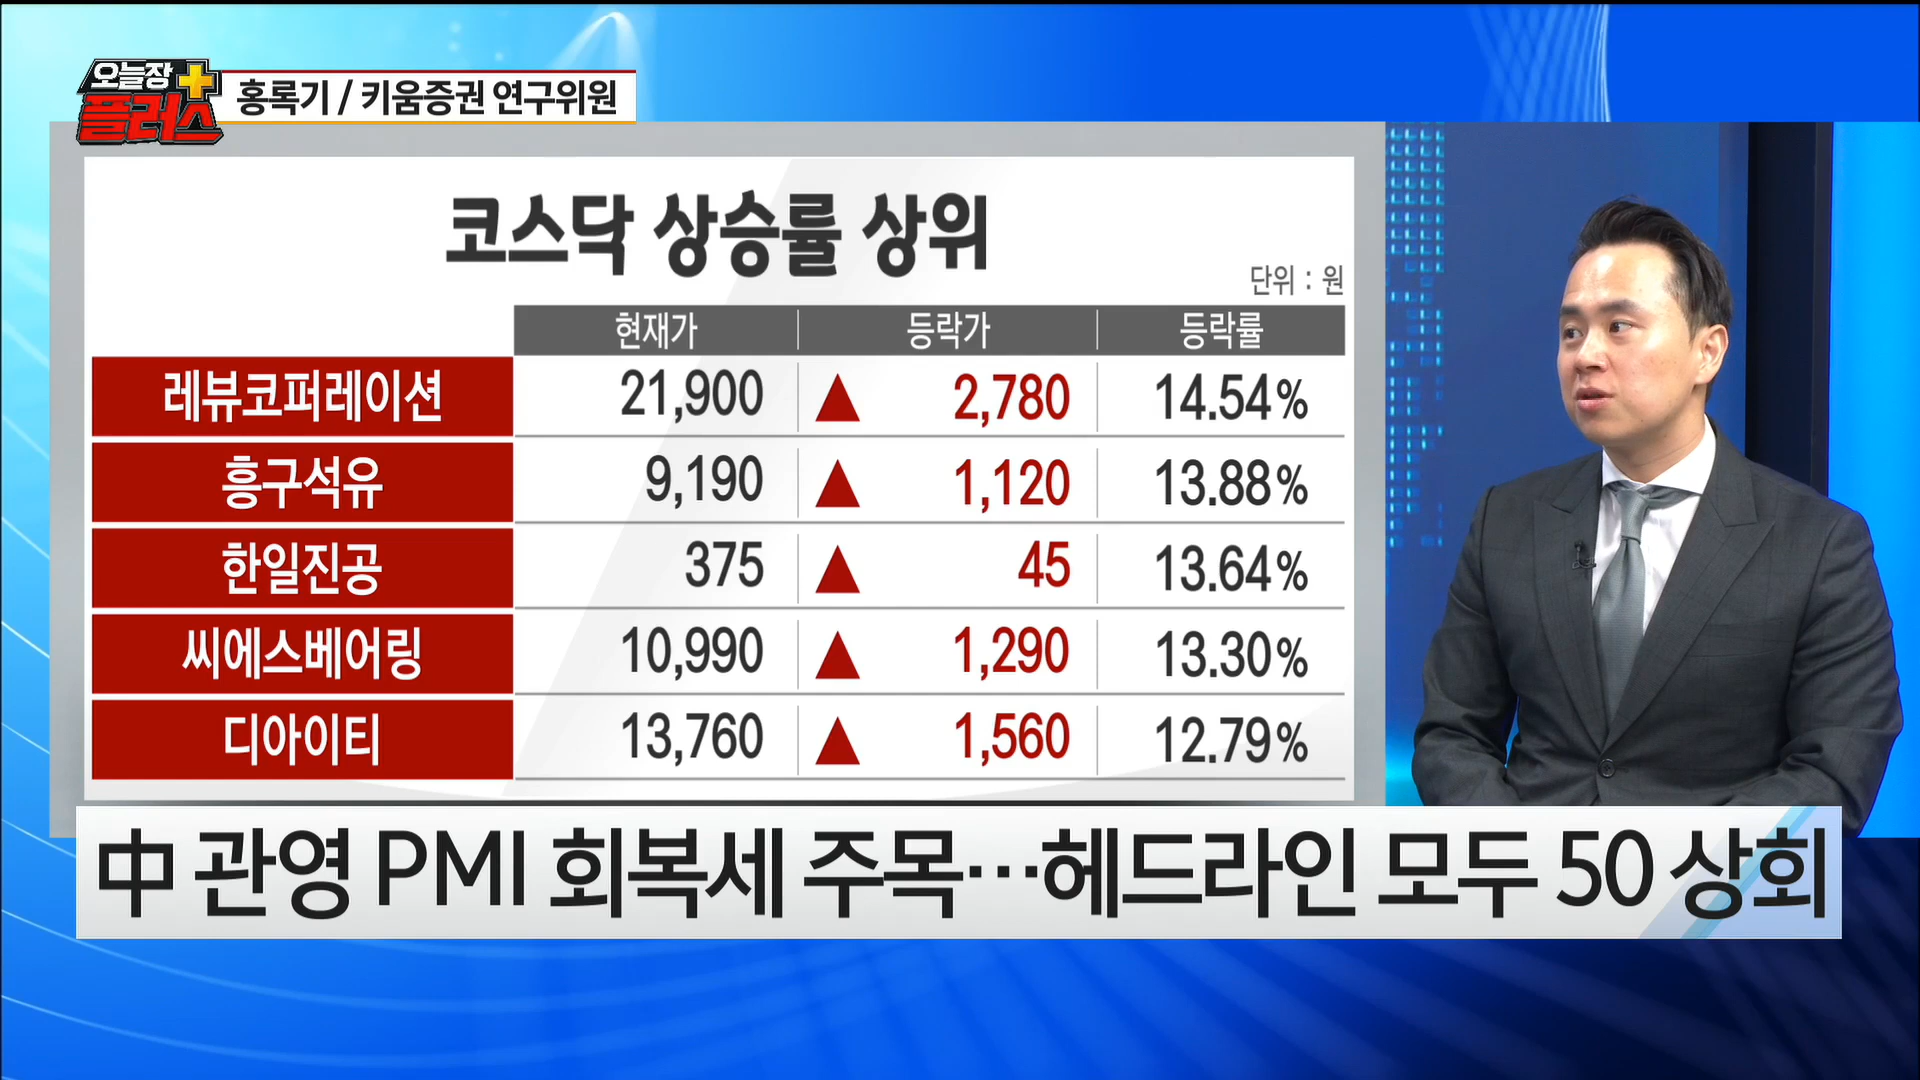 오늘장
플러스
홍록기 / 키움증권 연구위원
코스닥 상승률 상위
단위 : 원
현재가 등락가 등락률
레뷰코퍼레이션 21,900 ▲ 2,780 14.54%
흥구석유 9,190 ▲ 1,120 13.88%
한일진공 375 ▲ 45 13.64%
씨에스베어링 10,990 ▲ 1,290 13.30%
디아이티 13,760 ▲ 1,560 12.79%
中 관영 PMI 회복세 주목…헤드라인 모두 50 상회